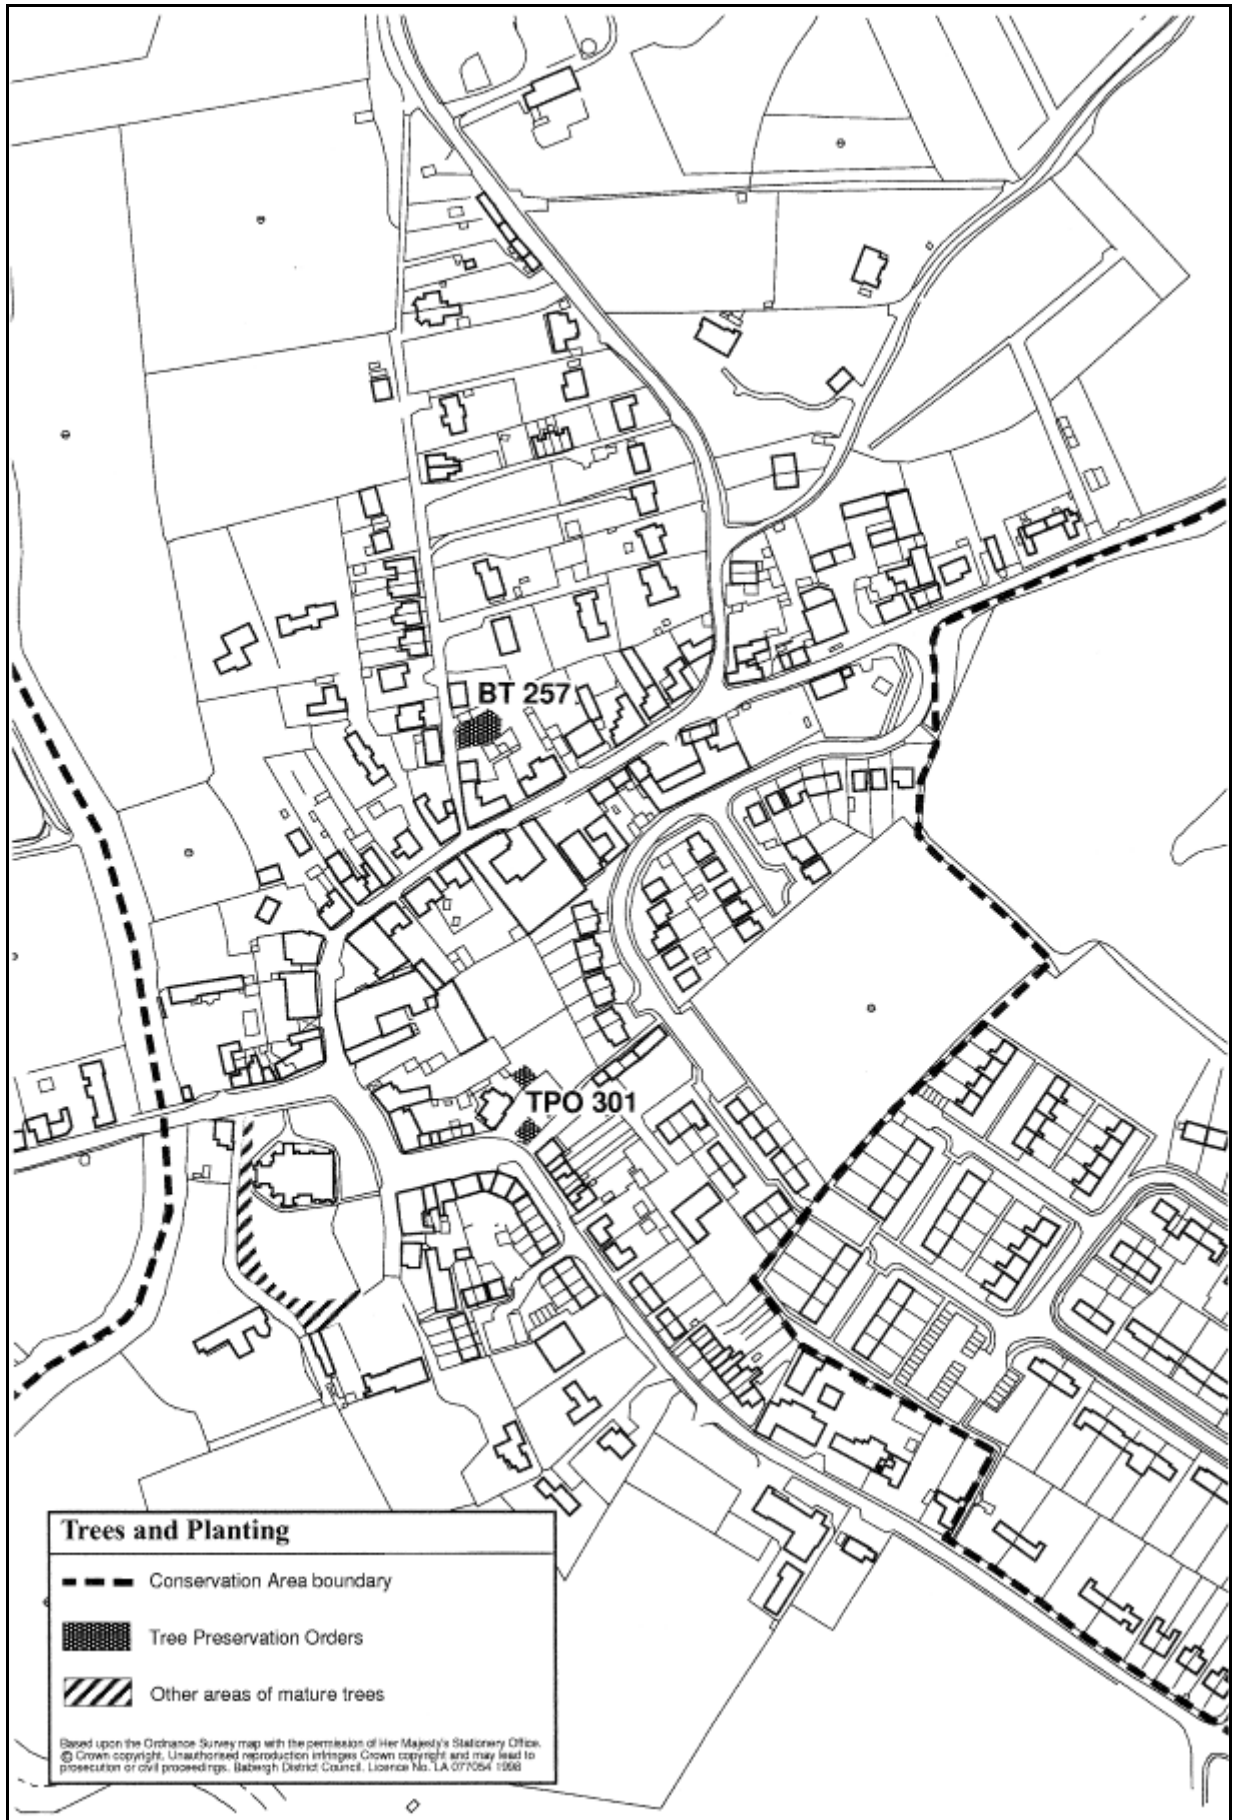 BT 257
TPO 301
Trees and Planting
Conservation Area boundary
Tree Preservation Orders
Other areas of mature trees
Based upon the Ordnance Survey map with the permission of Her Majesty's Stationery Office.
© Crown copyright. Unauthorised reproduction infringes Crown copyright and may lead to
prosecution or civil proceedings. Babergh District Council. Licence No. LA 077054 1998